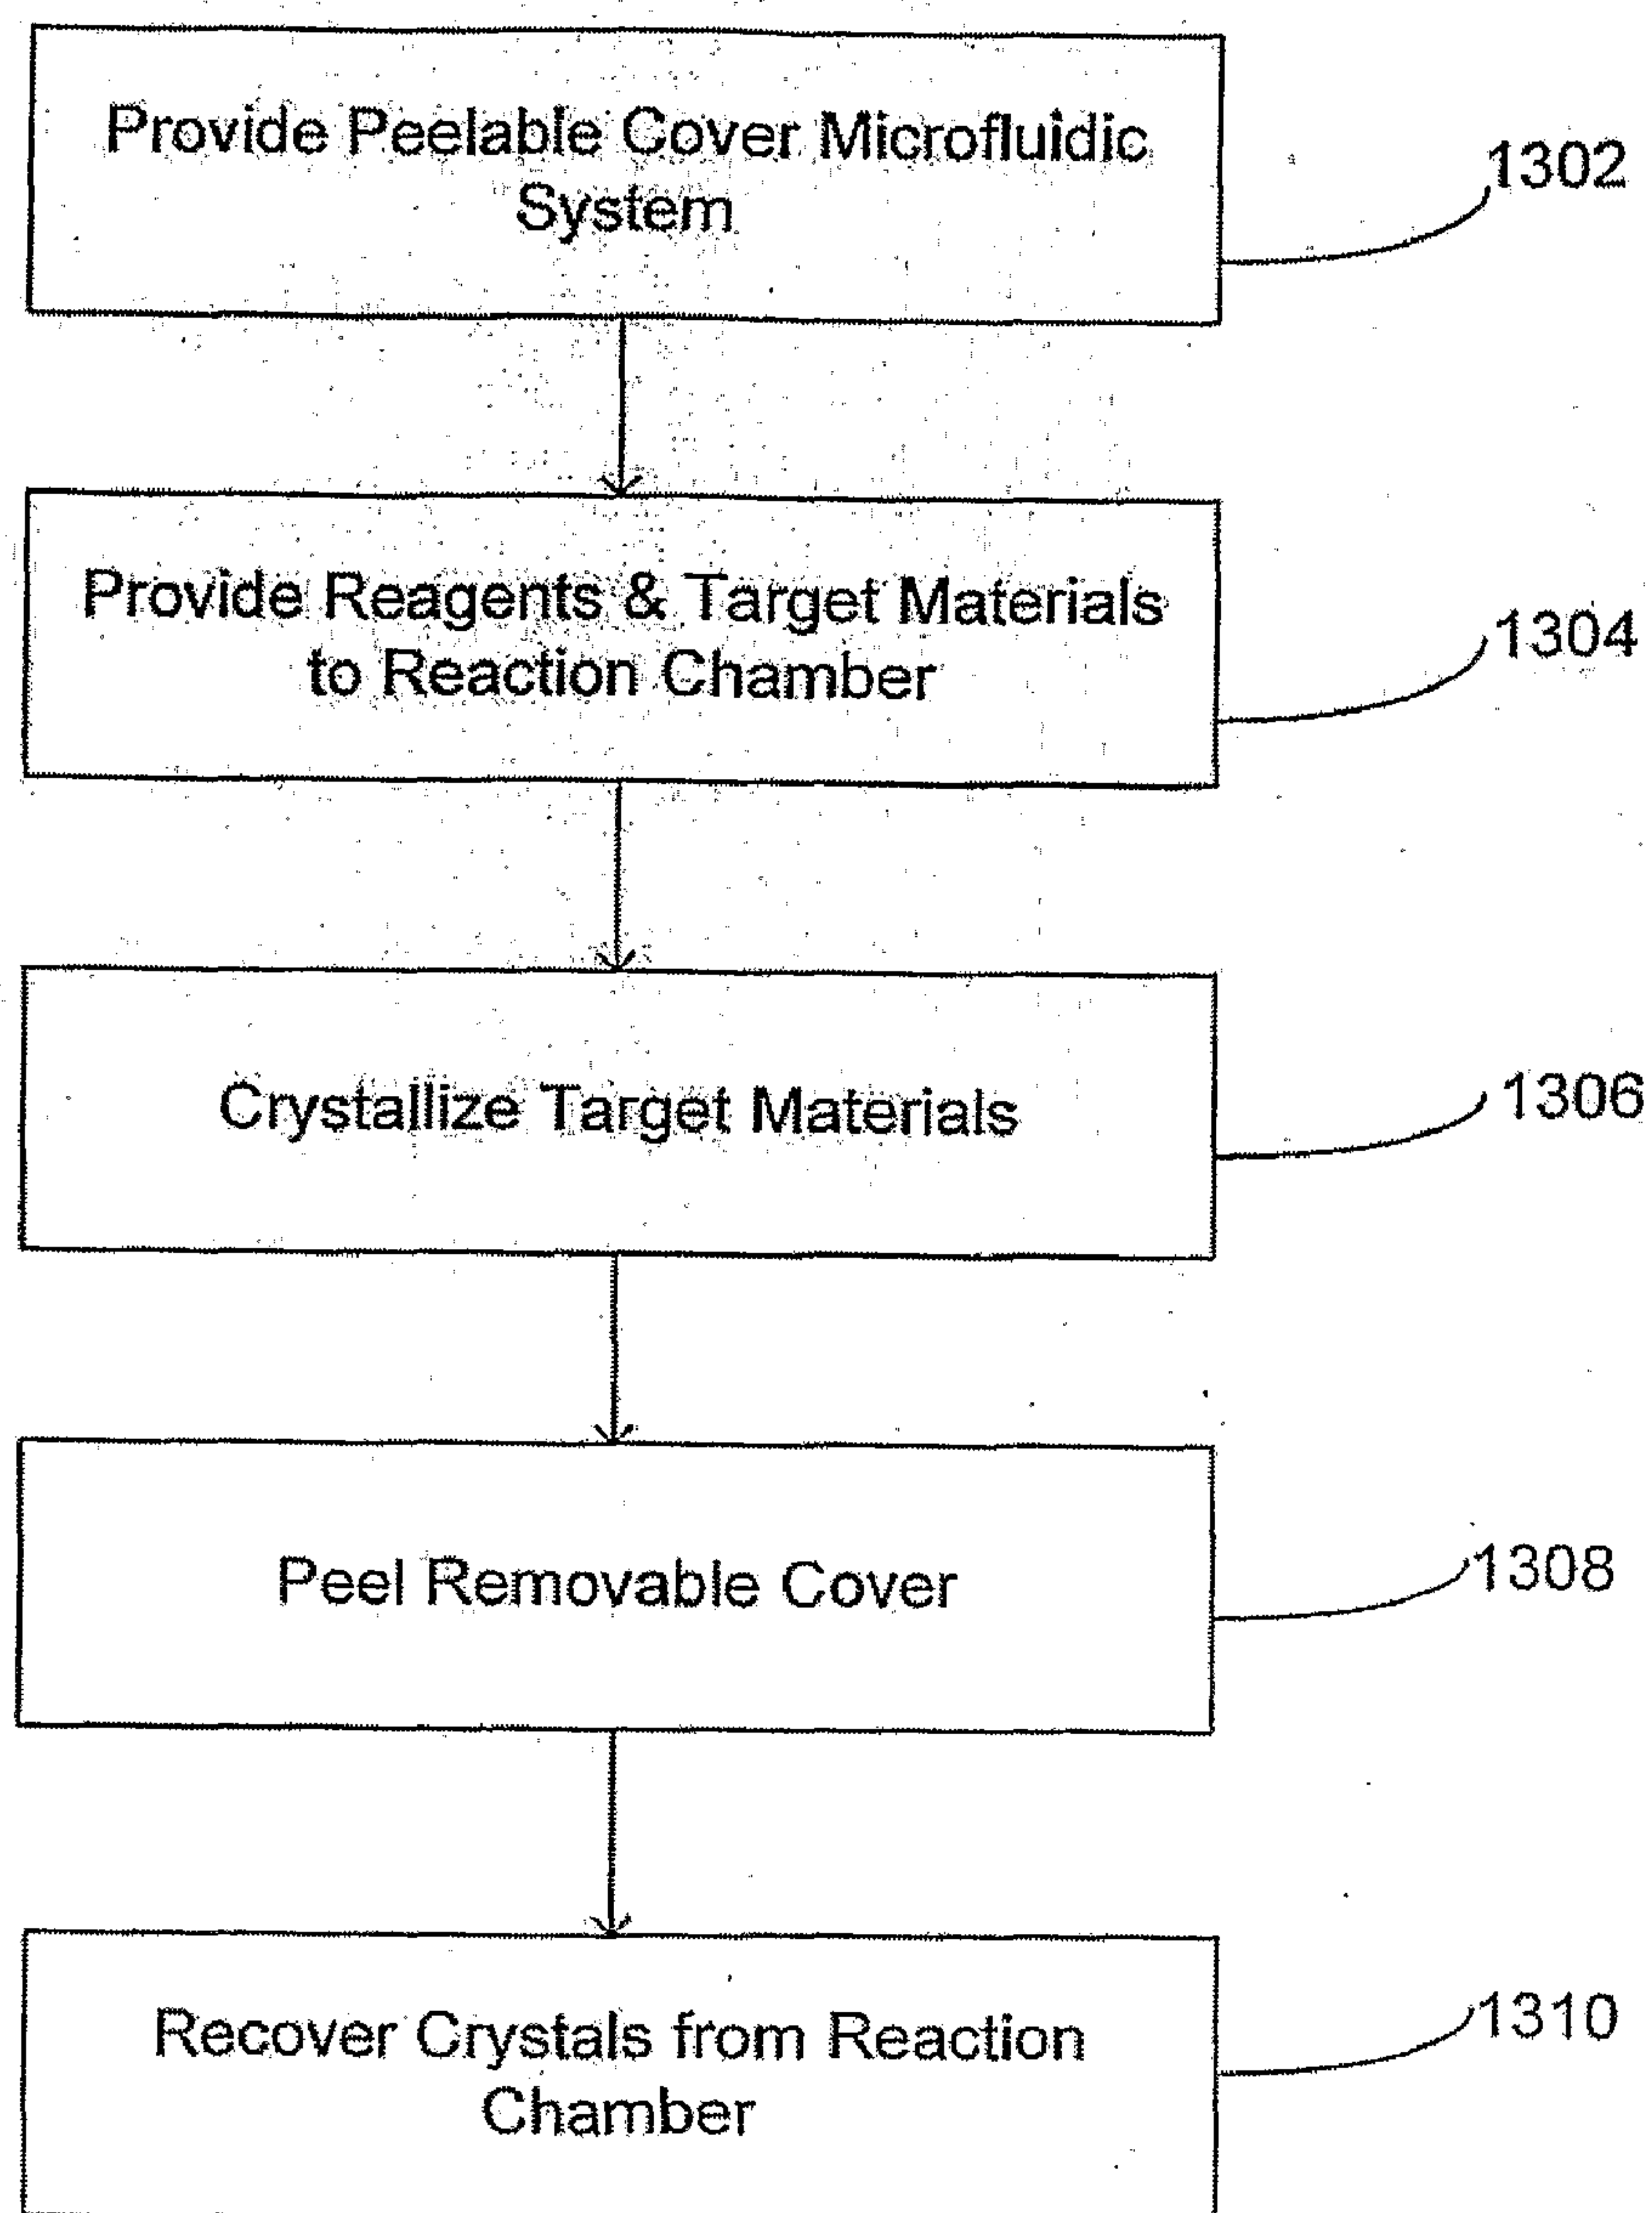 Provide Peelable Cover Microfluidic
System
1302
Provide Reagents & Target Materials
to Reaction Chamber
1304
Crystallize Target Materials
1306
Peel Removable Cover
1308
Recover Crystals from Reaction
Chamber
1310